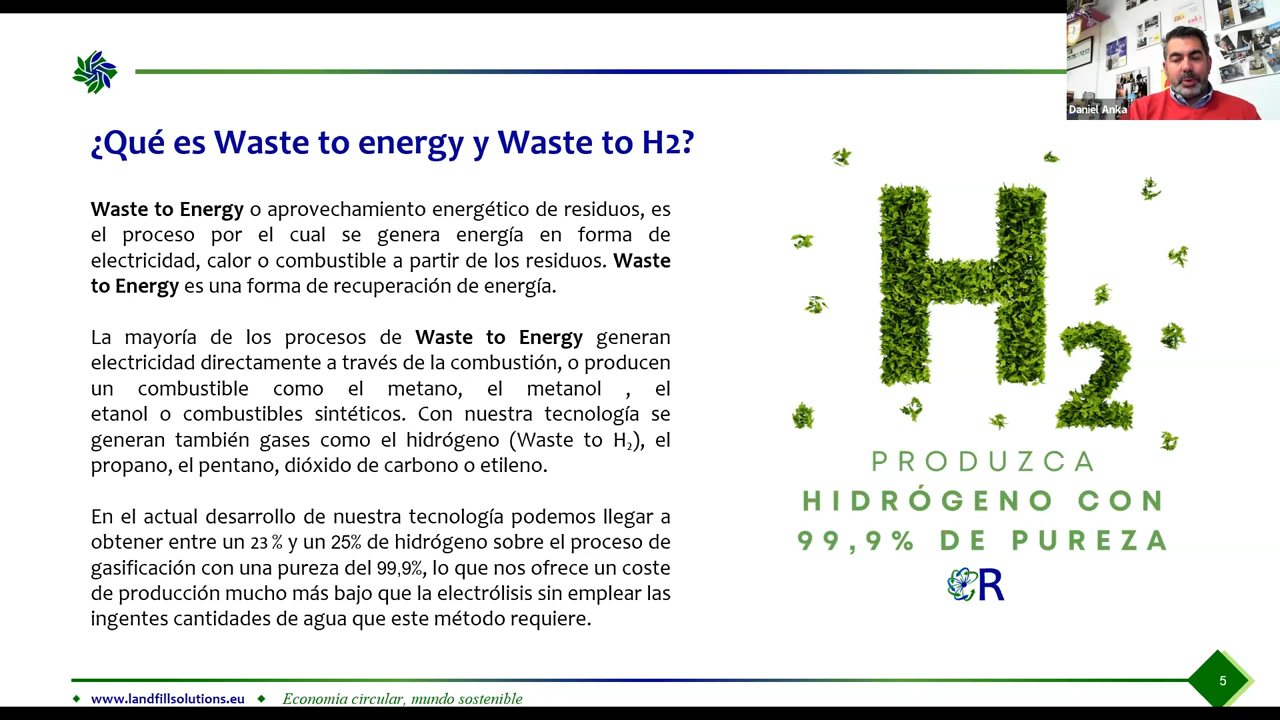 Daniel Anka
¿Qué es Waste to energy y Waste to H2?
Waste to Energy o aprovechamiento energético de residuos, es
el proceso por el cual se genera energía en forma de
electricidad, calor o combustible a partir de los residuos. Waste
to Energy es una forma de recuperación de energía.
La mayoría de los procesos de Waste to Energy generan
electricidad directamente a través de la combustión, o producen
un combustible como el metano, el metanol , el
etanol o combustibles sintéticos. Con nuestra tecnología se
generan también gases como el hidrógeno (Waste to H₂), el
propano, el pentano, dióxido de carbono o etileno.
En el actual desarrollo de nuestra tecnología podemos llegar a
obtener entre un 23 % y un 25% de hidrógeno sobre el proceso de
gasificación con una pureza del 99,9%, lo que nos ofrece un coste
de producción mucho más bajo que la electrólisis sin emplear las
ingentes cantidades de agua que este método requiere.
H2
PRODUZCA
HIDRÓGENO CON
99,9% DE PUREZA
R
www.landfillsolutions.eu
Economía circular, mundo sostenible
5